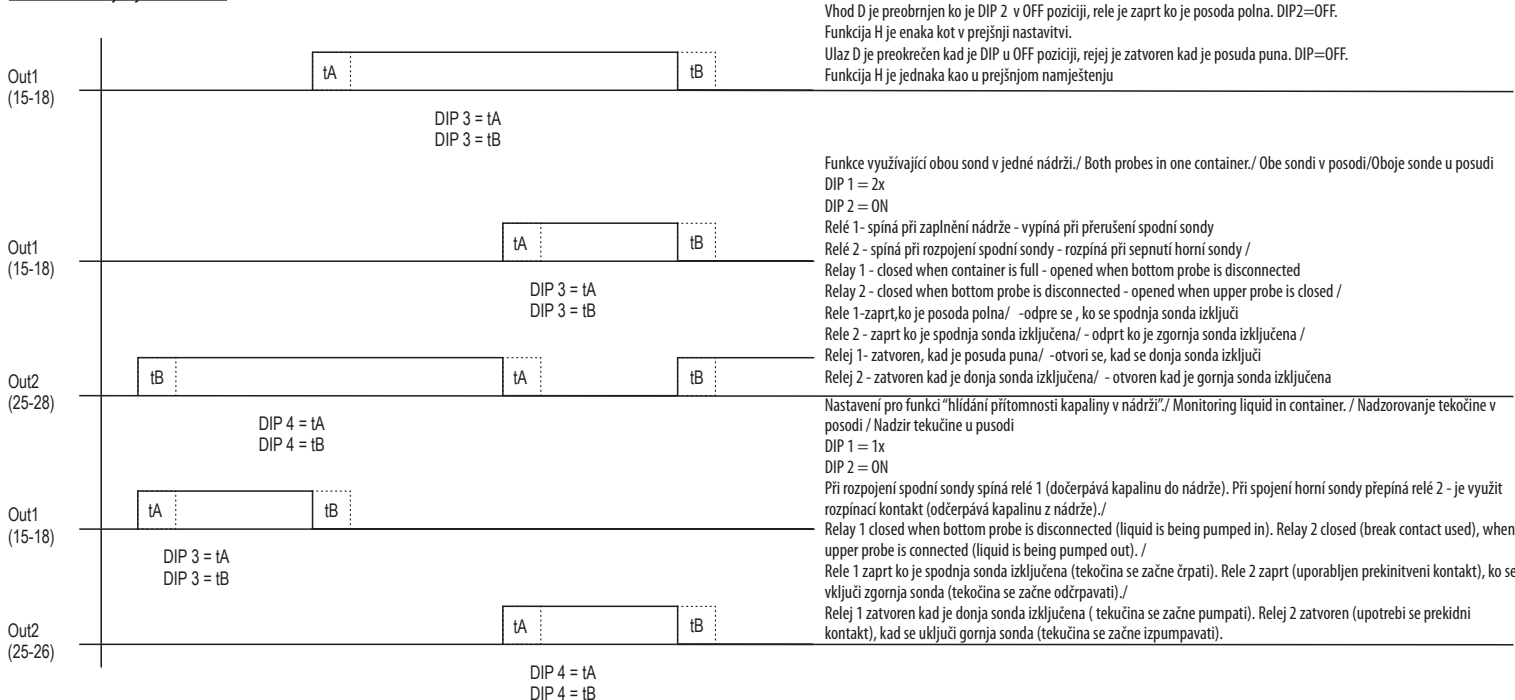 Vhod D je preobrnjen ko je DIP 2 v OFF poziciji, rele je zaprt ko je posoda polna. DIP2=OFF.
Funkcija H je enaka kot v prejšnji nastavitvi.
Ulaz D je preokrečen kad je DIP u OFF poziciji, rejej je zatvoren kad je posuda puna. DIP=OFF.
Funkcija H je jednaka kao u prejšnjom namještenju
Out1
(15-18)
tA
tB
DIP 3 = tA
DIP 3 = tB
Funkce využívající obou sond v jedné nádrži./ Both probes in one container./ Obe sondi v posodi/Oboje sonde u posudi
DIP 1 = 2x
DIP 2 = ON
Relé 1- spíná při zaplnění nádrže - vypíná při přerušení spodní sondy
Relé 2 - spíná při rozpojení spodní sondy - rozpíná při sepnutí horní sondy /
Relay 1 - closed when container is full - opened when bottom probe is disconnected
Relay 2 - closed when bottom probe is disconnected - opened when upper probe is closed /
Rele 1-zaprt,ko je posoda polna/ -odpre se , ko se spodnja sonda izključi
Rele 2 - zaprt ko je spodnja sonda izključena/ - odprt ko je zgornja sonda izključena /
Relej 1- zatvoren, kad je posuda puna/ -otvori se, kad se donja sonda izključi
Relej 2 - zatvoren kad je donja sonda izključena/ - otvoren kad je gornja sonda izključena
Out1
(15-18)
tA
tB
DIP 3 = tA
DIP 3 = tB
Out2
(25-28)
tB
tA
tB
DIP 4 = tA
DIP 4 = tB
Nastavení pro funkci “hlídání přítomnosti kapaliny v nádrži”./ Monitoring liquid in container. / Nadzorovanje tekočine v
posodi / Nadzir tekučine u pusodi
DIP 1 = 1x
DIP 2 = ON
Při rozpojení spodní sondy spíná relé 1 (dočerpává kapalinu do nádrže). Při spojení horní sondy přepíná relé 2 - je využit
rozpínací kontakt (odčerpává kapalinu z nádrže)./
Relay 1 closed when bottom probe is disconnected (liquid is being pumped in). Relay 2 closed (break contact used), when
upper probe is connected (liquid is being pumped out). /
Rele 1 zaprt ko je spodnja sonda izključena (tekočina se začne črpati). Rele 2 zaprt (uporabljen prekinitveni kontakt), ko se
vključi zgornja sonda (tekočina se začne odčrpavati)./
Relej 1 zatvoren kad je donja sonda izključena ( tekučina se začne pumpati). Relej 2 zatvoren (upotrebi se prekidni
kontakt), kad se uključi gornja sonda (tekučina se začne izpumpavati).
Out1
(15-18)
tA
tB
DIP 3 = tA
DIP 3 = tB
Out2
(25-26)
tA
tB
DIP 4 = tA
DIP 4 = tB